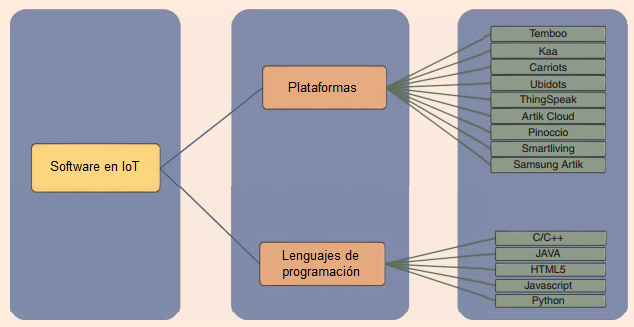 Software en IoT
Plataformas
Temboo
Kaa
Carriots
Ubidots
ThingSpeak
Artik Cloud
Pinoccio
Smartliving
Samsung Artik
Lenguajes de
programación
C/C++
JAVA
HTML5
Javascript
Python